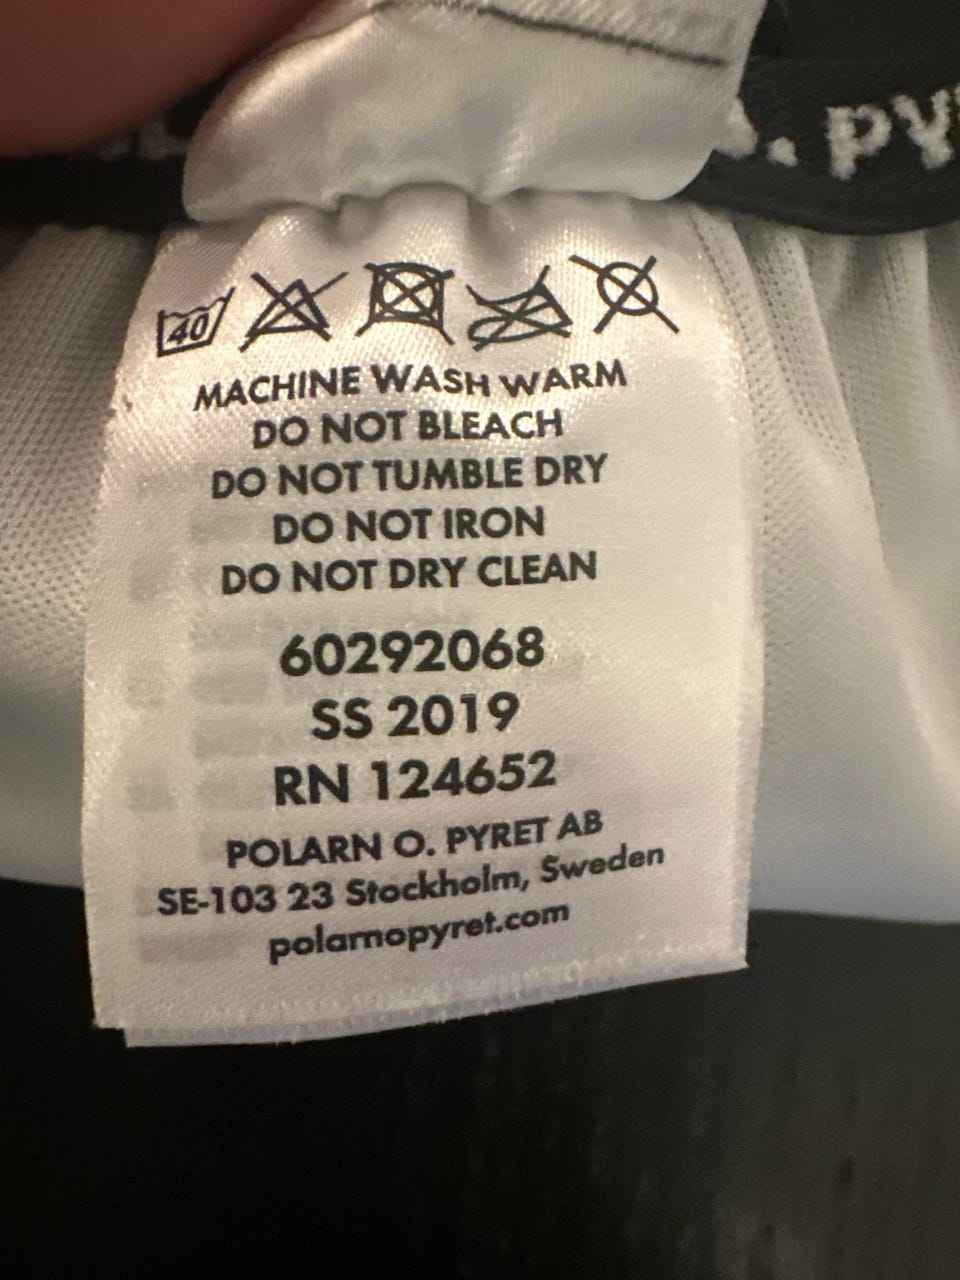 . py
40
MACHINE WASH WARM
DO NOT BLEACH
DO NOT TUMBLE DRY
DO NOT IRON
DO NOT DRY CLEAN
60292068
SS 2019
RN 124652
POLARN O. PYRET AB
SE-103 23 Stockholm, Sweden
polarnopyret.com